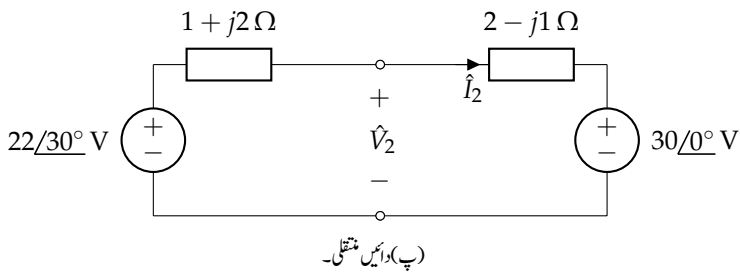 1 + j2 Ω
2 − j1 Ω
Î₂
22/30° V
+
−
+
V̂₂
−
+
−
30/0° V
(پ) دائیں منتقلی۔